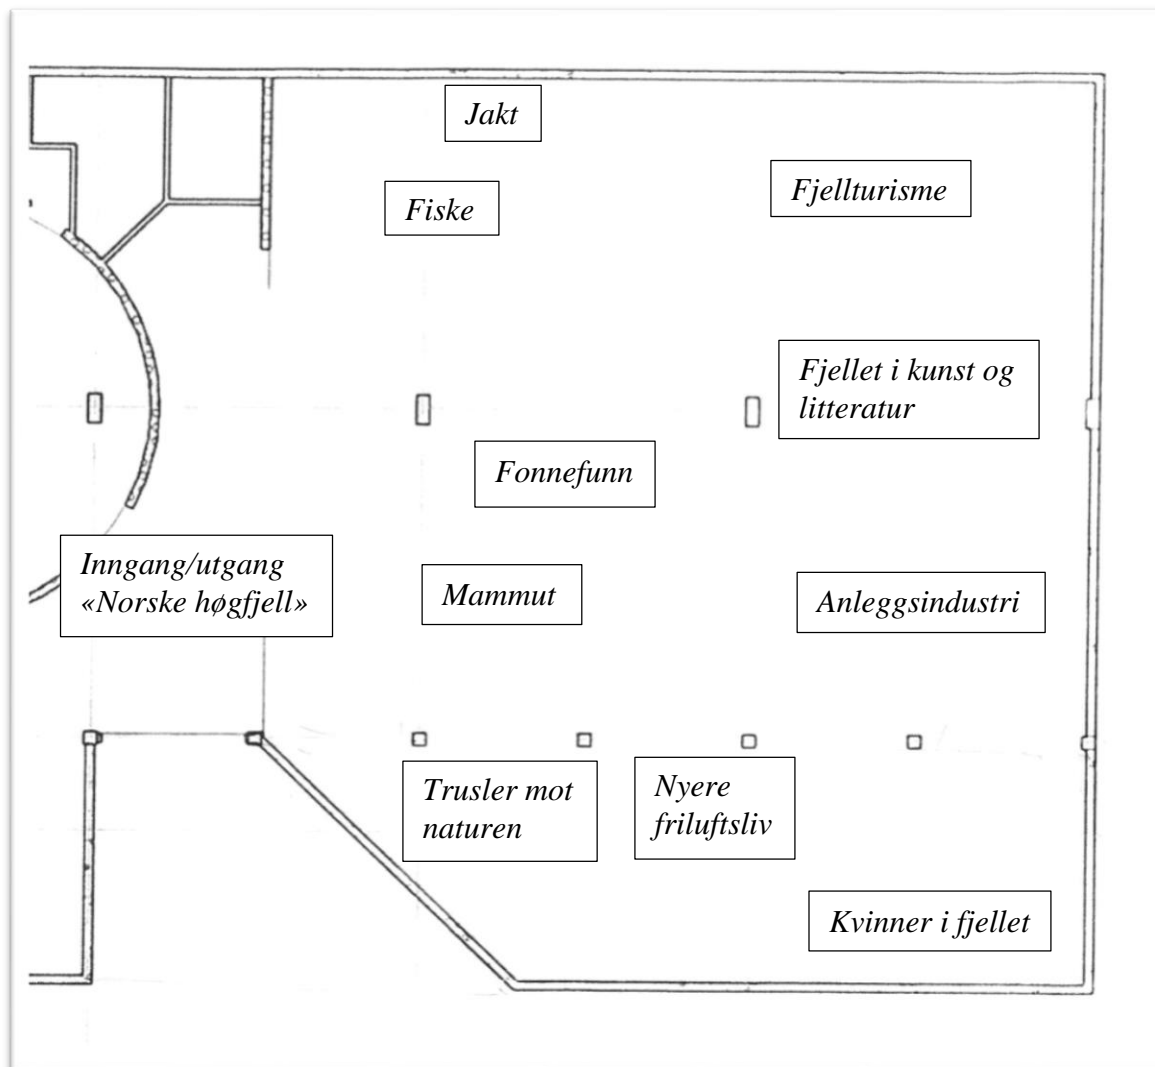 Jakt
Fjellturisme
Fiske
Fjellet i kunst og
litteratur
Fonnefunn
Inngang/utgang
«Norske høgfjell»
Mammut
Anleggsindustri
Trusler mot
naturen
Nyere
friluftsliv
Kvinner i fjellet